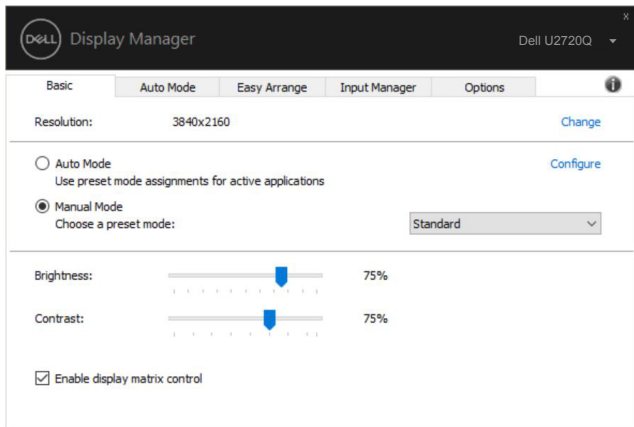 x
DELL Display Manager
Dell U2720Q
Basic Auto Mode Easy Arrange Input Manager Options i
Resolution: 3840x2160 Change
Auto Mode Configure
Use preset mode assignments for active applications
Manual Mode
Choose a preset mode: Standard
Brightness: 75%
Contrast: 75%
Enable display matrix control